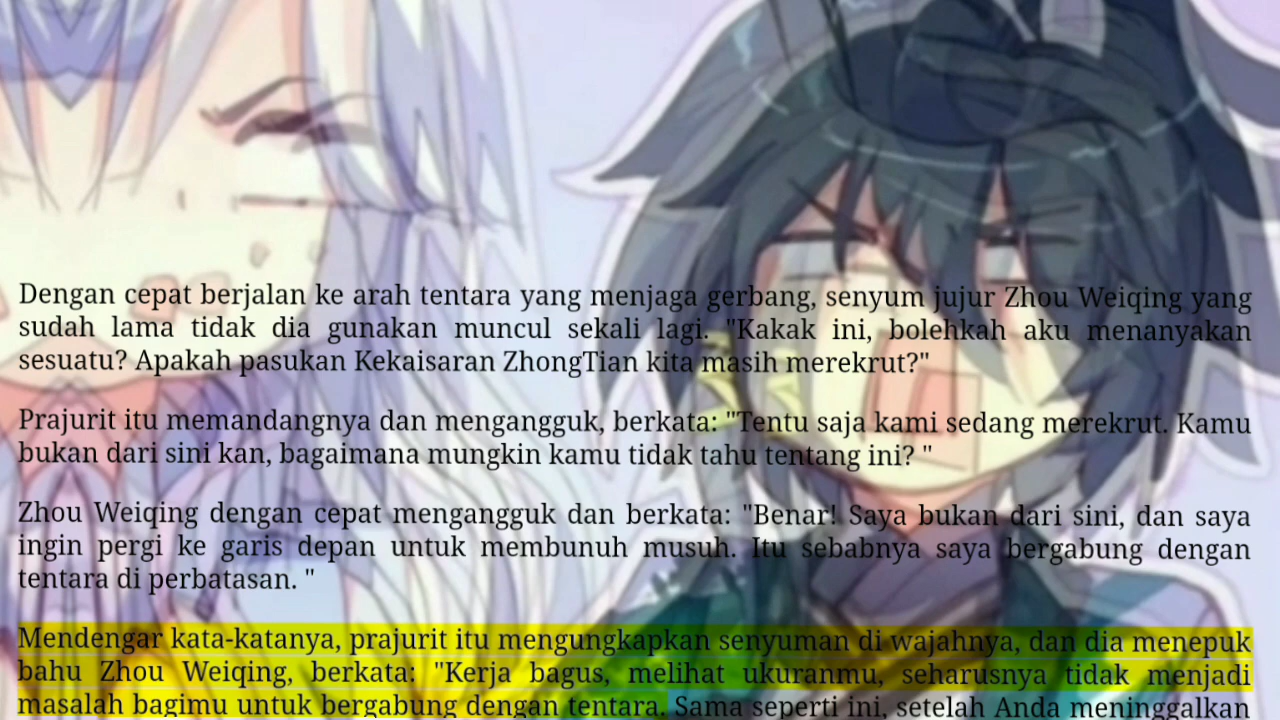 Dengan cepat berjalan ke arah tentara yang menjaga gerbang, senyum jujur Zhou Weiqing yang
sudah lama tidak dia gunakan muncul sekali lagi. "Kakak ini, bolehkah aku menanyakan
sesuatu? Apakah pasukan Kekaisaran ZhongTian kita masih merekrut?"
Prajurit itu memandangnya dan mengangguk, berkata: "Tentu saja kami sedang merekrut. Kamu
bukan dari sini kan, bagaimana mungkin kamu tidak tahu tentang ini? "
Zhou Weiqing dengan cepat mengangguk dan berkata: "Benar! Saya bukan dari sini, dan saya
ingin pergi ke garis depan untuk membunuh musuh. Itu sebabnya saya bergabung dengan
tentara di perbatasan. "
Mendengar kata-katanya, prajurit itu mengungkapkan senyuman di wajahnya, dan dia menepuk
bahu Zhou Weiqing, berkata: "Kerja bagus, melihat ukuranmu, seharusnya tidak menjadi
masalah bagimu untuk bergabung dengan tentara. Sama seperti ini, setelah Anda meninggalkan